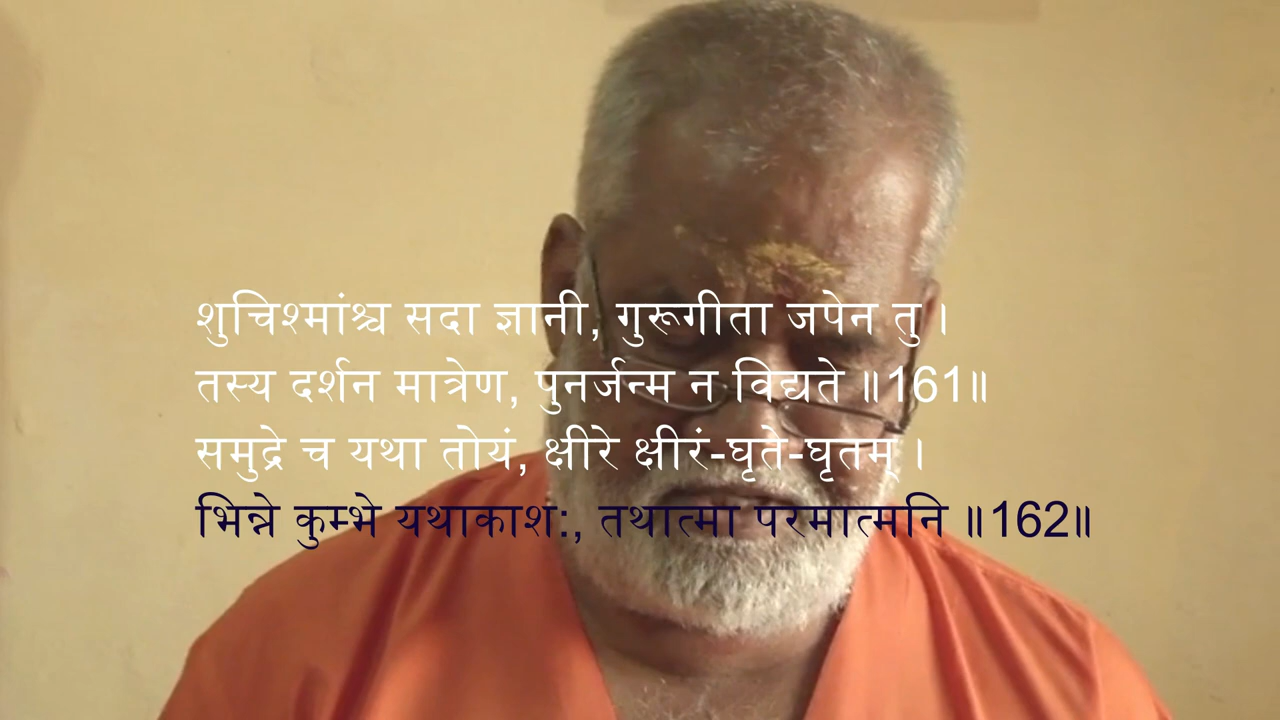 शुचिश्मांश्च सदा ज्ञानी, गुरूगीता जपेन तु ।
तस्य दर्शन मात्रेण, पुनर्जन्म न विद्यते ॥161॥
समुद्रे च यथा तोयं, क्षीरे क्षीरं-घृते-घृतम् ।
भिन्ने कुम्भे यथाकाश:, तथात्मा परमात्मनि ॥162॥